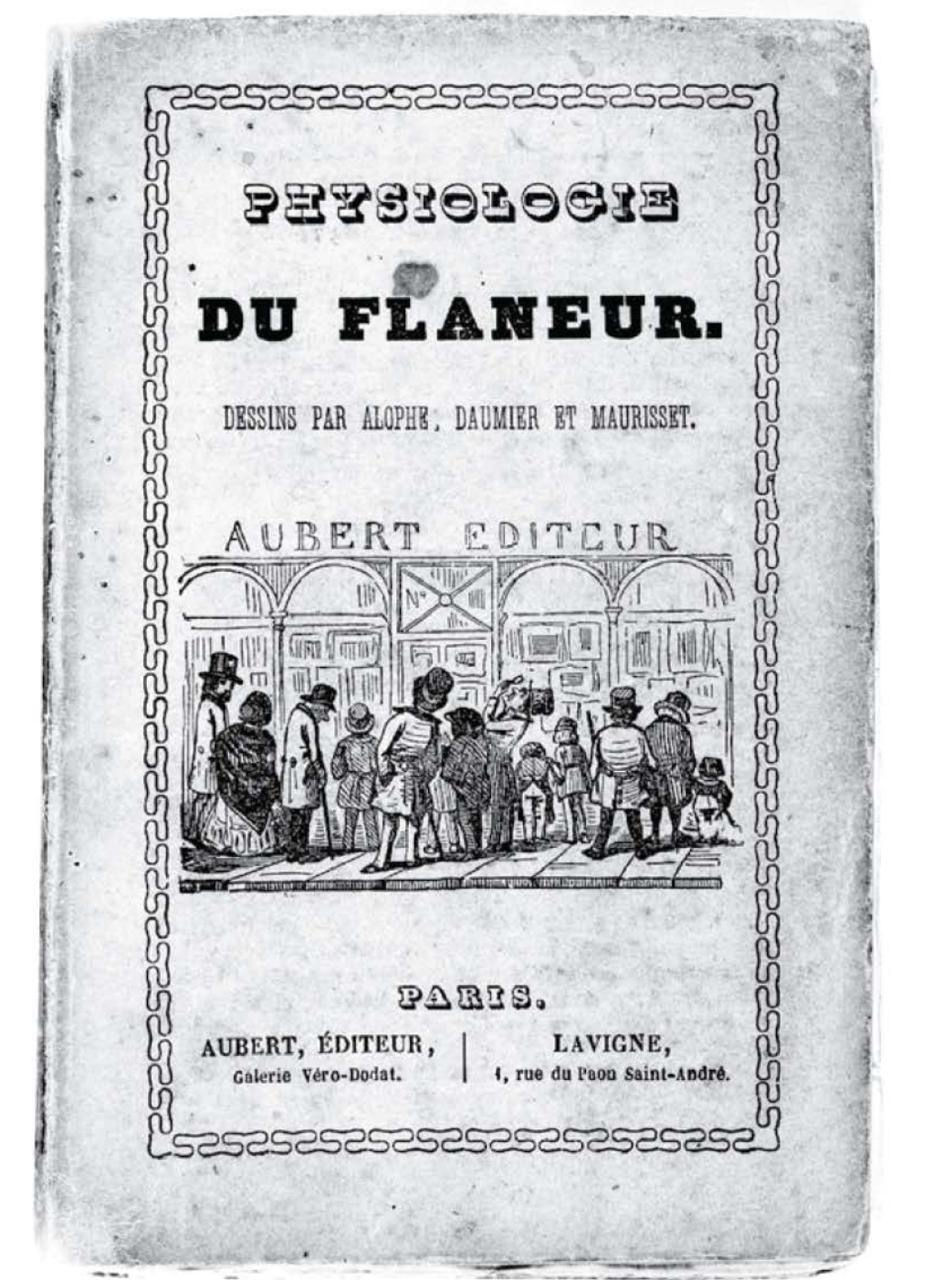 PHYSIOLOGIE
DU FLANEUR.
DESSINS PAR ALOPHE, DAUMIER ET MAURISSET.
AUBERT EDITEUR
N°
PARIS.
AUBERT, ÉDITEUR,
Galerie Véro-Dodat.
LAVIGNE,
1, rue du Paon Saint-André.